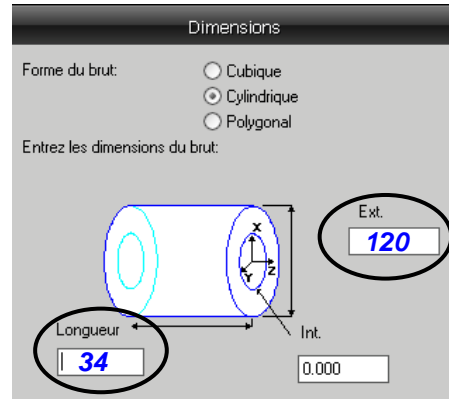 Dimensions
Forme du brut:
Cubique
Cylindrique
Polygonal
Entrez les dimensions du brut:
Ext.
120
X
Y
Z
Longueur
34
Int.
0.000